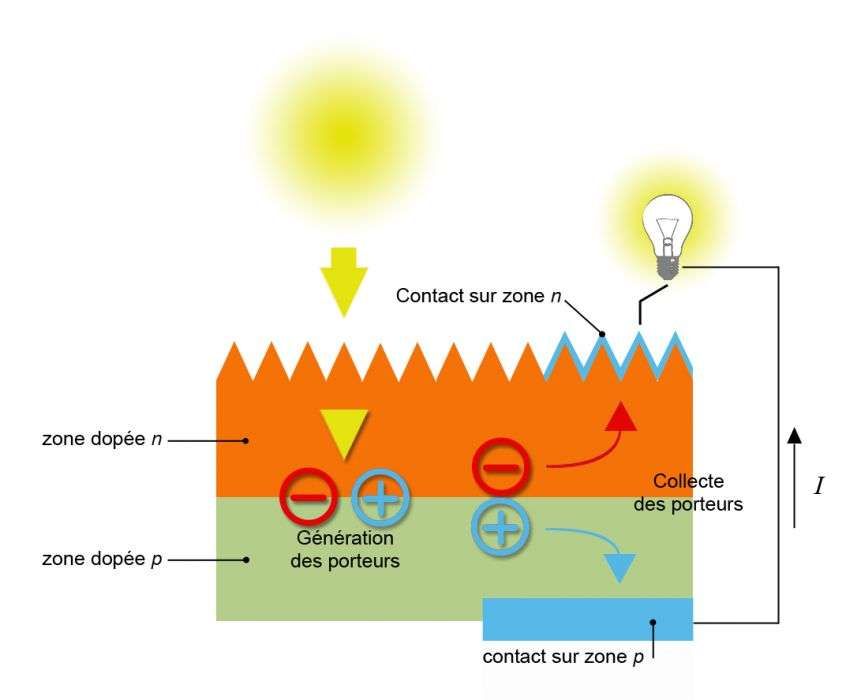 Contact sur zone n
zone dopée n
Collecte
des porteurs
I
Génération
des porteurs
zone dopée p
contact sur zone p